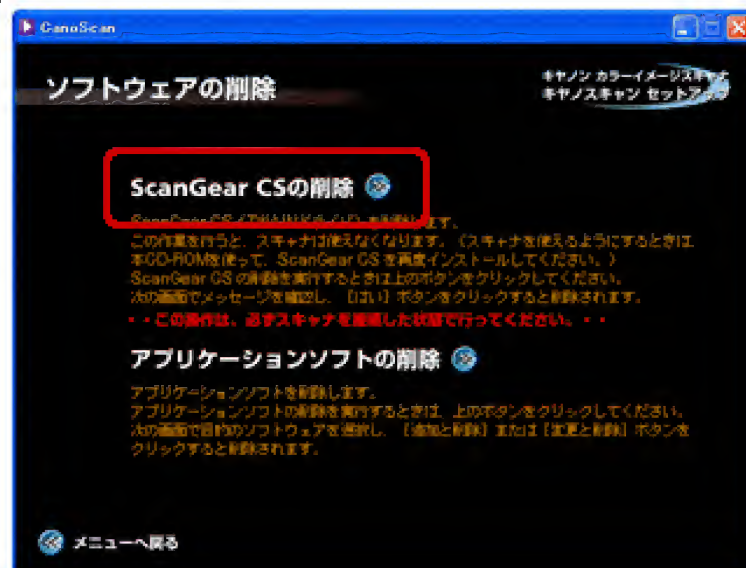 CanoScan
ソフトウェアの削除
キヤノン カラーイメージスキャナ
キヤノスキャン セットアップ
ScanGear CSの削除
ScanGear CS を削除します。
この作業を行うと、スキャナは使えなくなります。（スキャナを使えるようにするときは
本CD-ROMを使って、ScanGear CS を再度インストールしてください。）
ScanGear CS の削除を実行するときは上のボタンをクリックしてください。
次の画面でメッセージを確認し、［はい］ボタンをクリックすると削除されます。
・・この操作は、必ずスキャナを接続した状態で行ってください。・・
アプリケーションソフトの削除
アプリケーションソフトを削除します。
アプリケーションソフトの削除を実行するときは、上のボタンをクリックしてください。
次の画面で目的のソフトウェアを選択し、［追加と削除］または［変更と削除］ボタンを
クリックすると削除されます。
メニューへ戻る